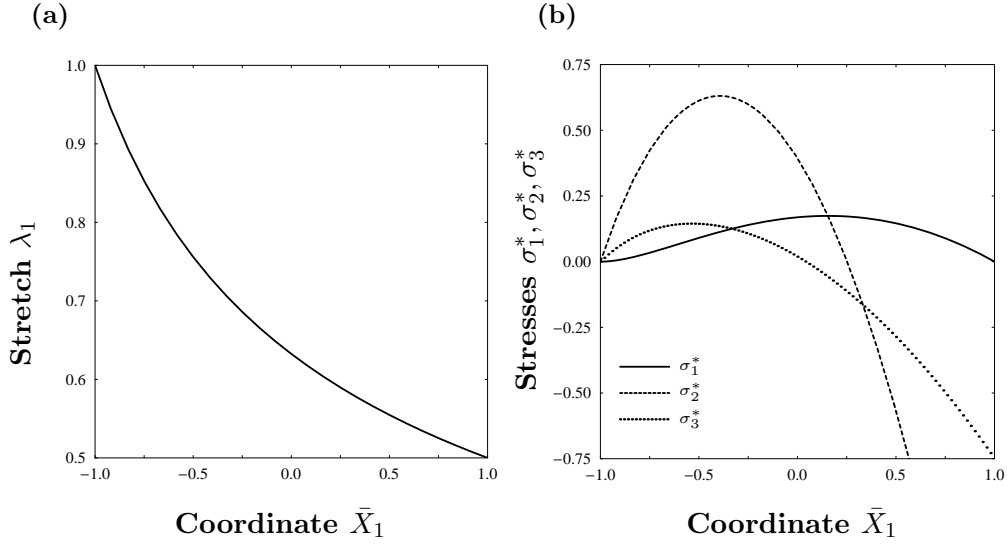 (a)
1.0
0.9
0.8
0.7
0.6
0.5
Stretch λ₁
−1.0 −0.5 0.0 0.5 1.0
Coordinate X̄₁
(b)
0.75
0.50
0.25
0.00
−0.25
−0.50
−0.75
Stresses σ₁*, σ₂*, σ₃*
σ₁*
σ₂*
σ₃*
−1.0 −0.5 0.0 0.5 1.0
Coordinate X̄₁